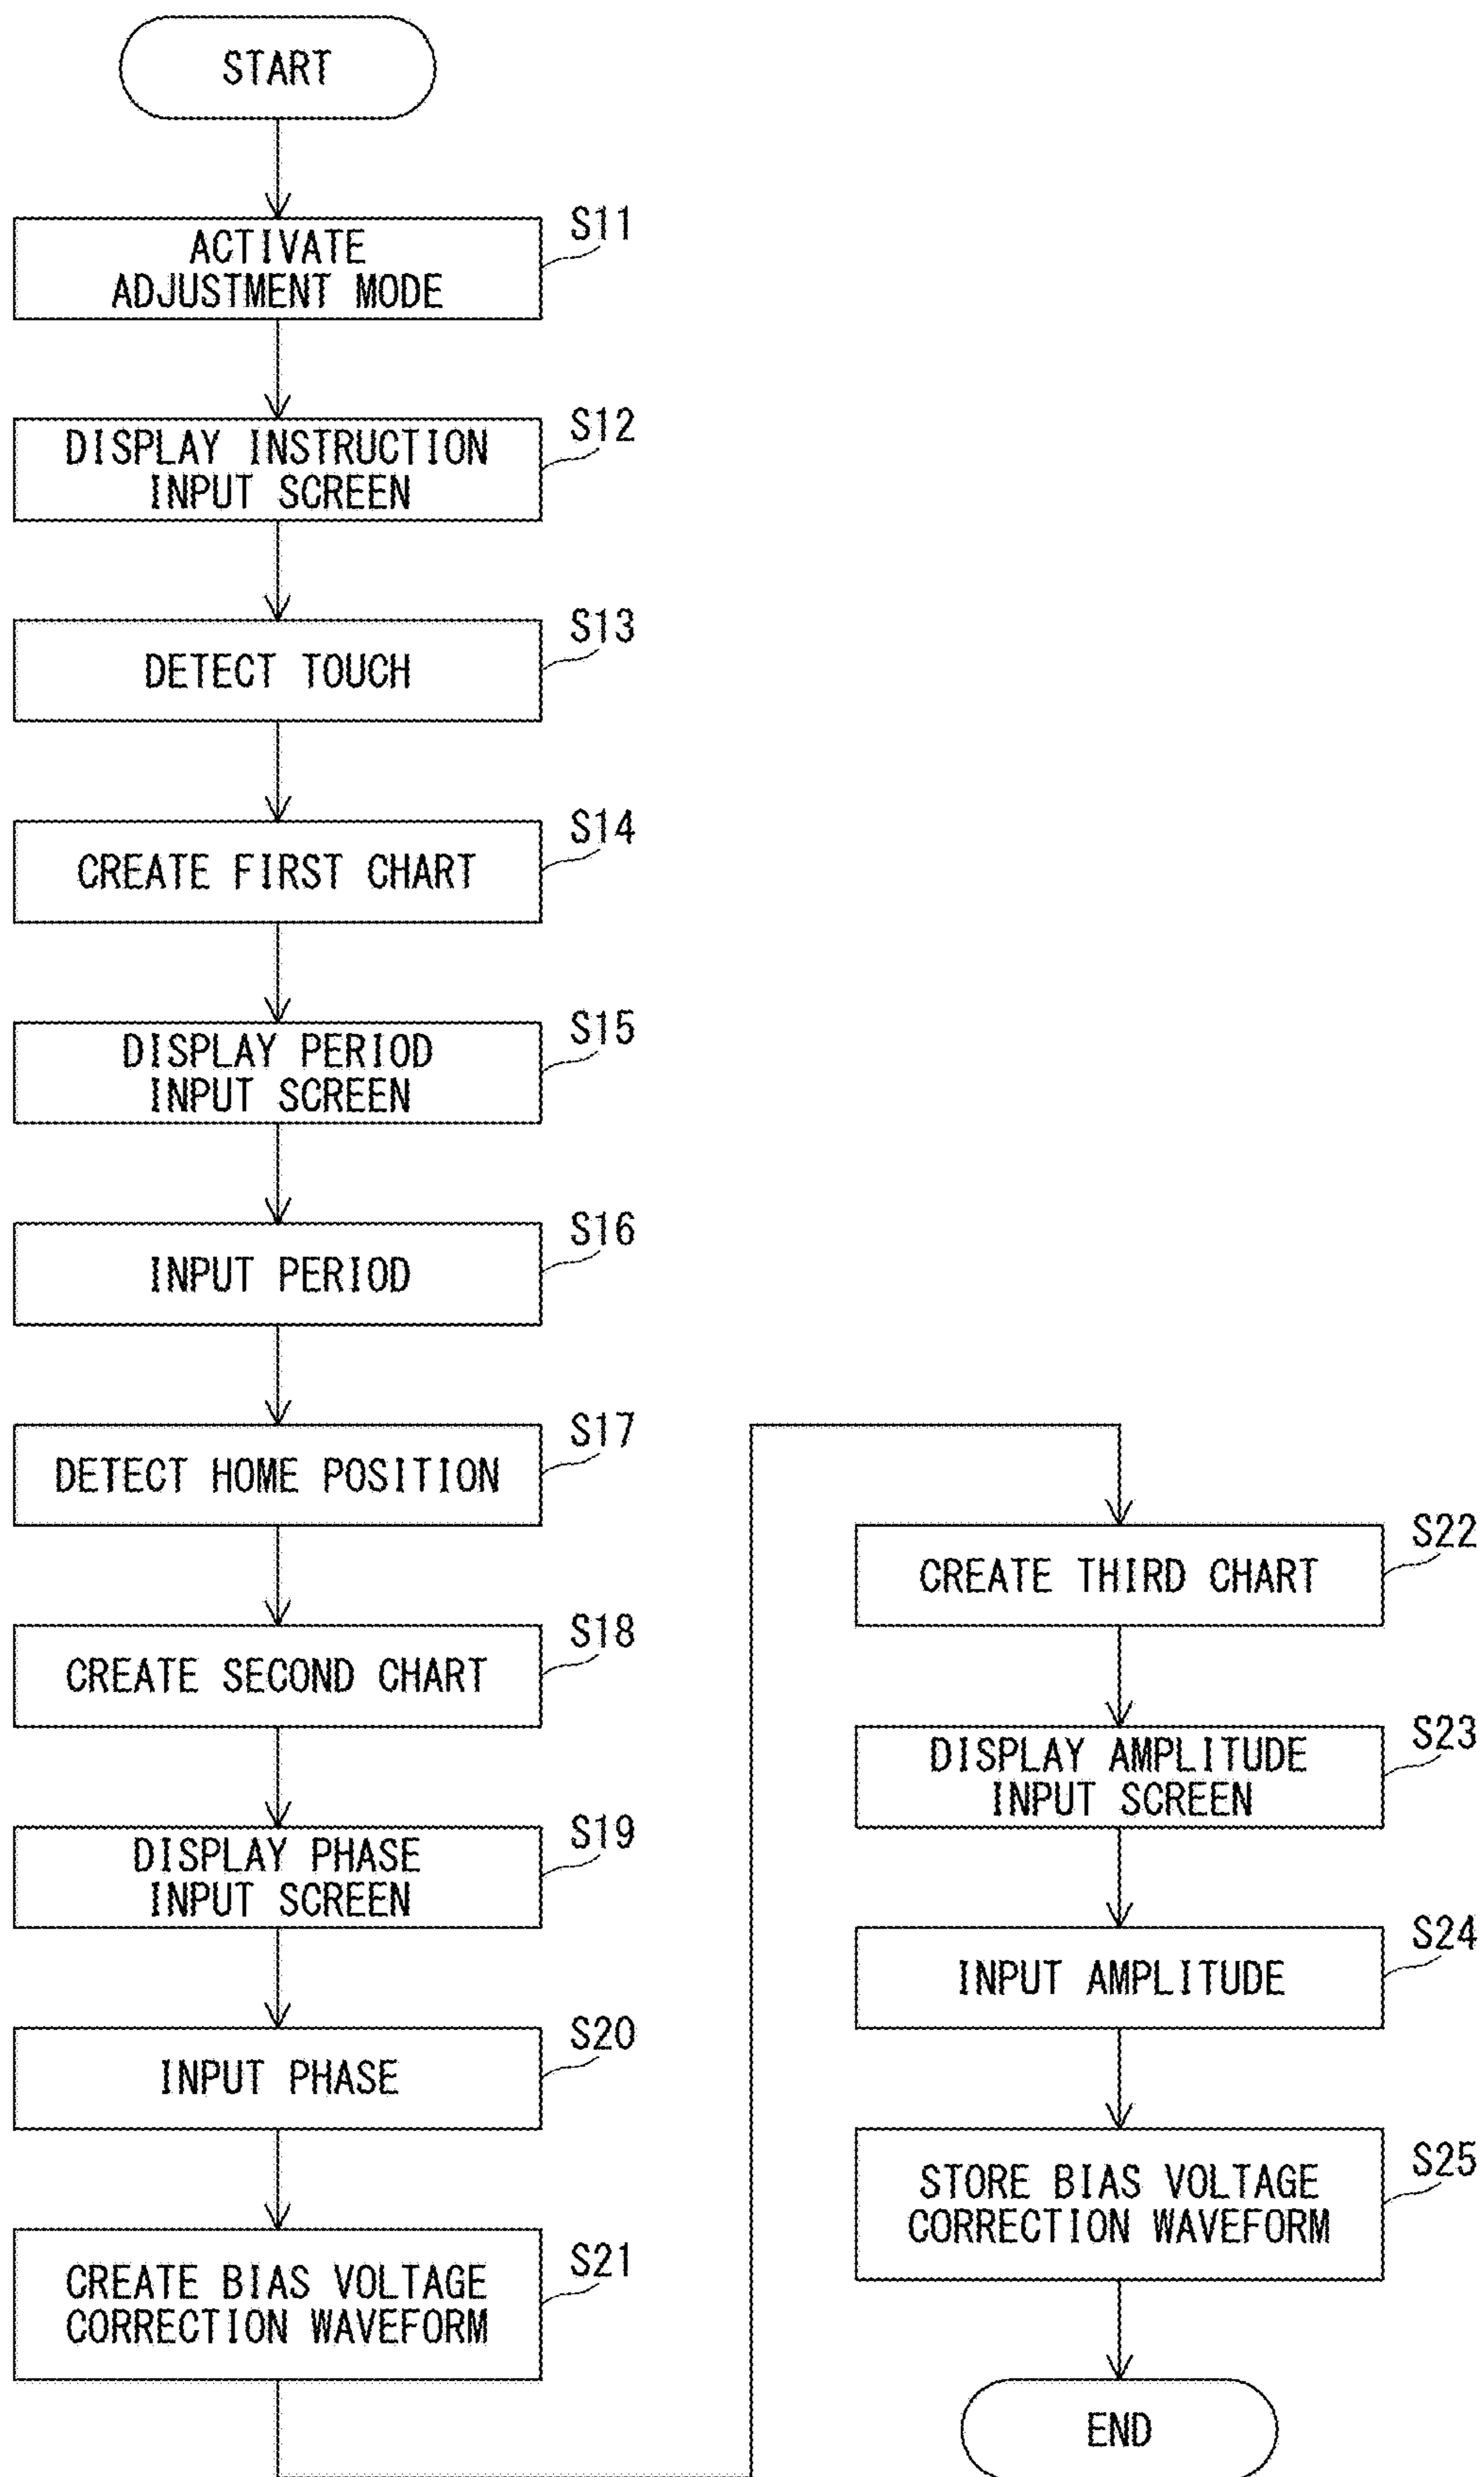 START
S11
ACTIVATE
ADJUSTMENT MODE
S12
DISPLAY INSTRUCTION
INPUT SCREEN
S13
DETECT TOUCH
S14
CREATE FIRST CHART
S15
DISPLAY PERIOD
INPUT SCREEN
S16
INPUT PERIOD
S17
DETECT HOME POSITION
S18
CREATE SECOND CHART
S19
DISPLAY PHASE
INPUT SCREEN
S20
INPUT PHASE
S21
CREATE BIAS VOLTAGE
CORRECTION WAVEFORM
S22
CREATE THIRD CHART
S23
DISPLAY AMPLITUDE
INPUT SCREEN
S24
INPUT AMPLITUDE
S25
STORE BIAS VOLTAGE
CORRECTION WAVEFORM
END